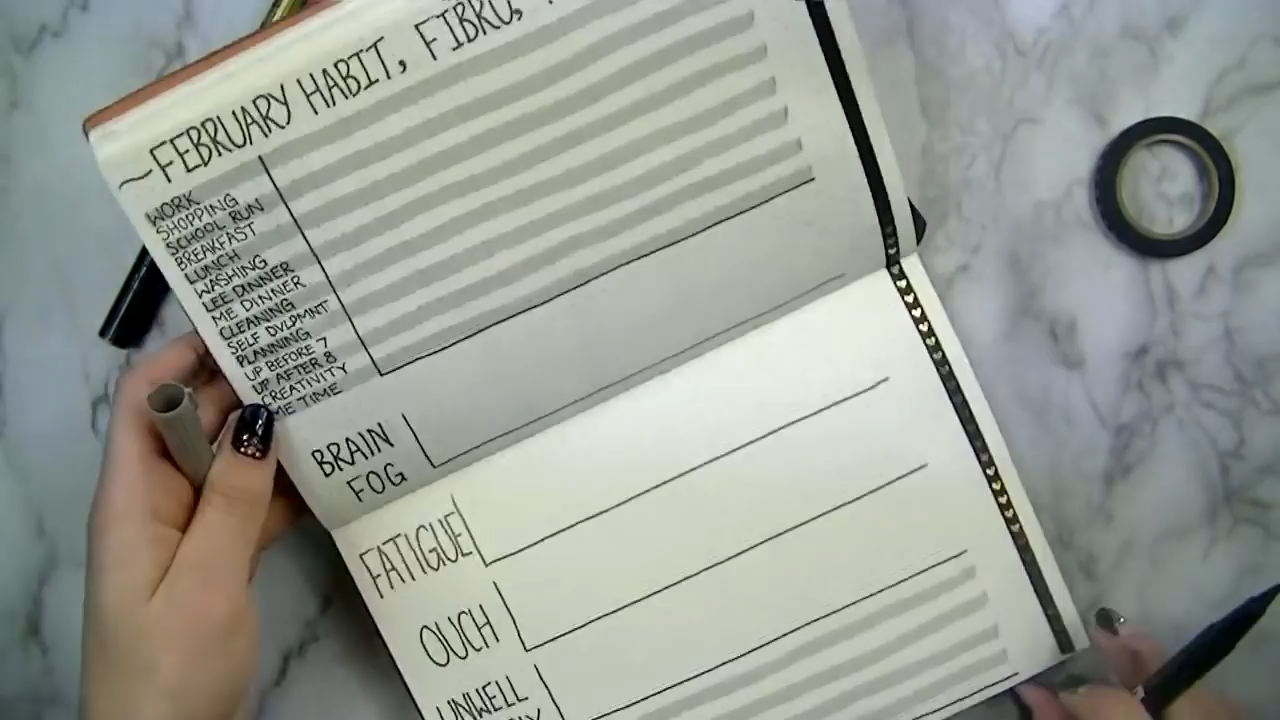 ~FEBRUARY HABIT, FIBRO,
WORK
SHOPPING
SCHOOL RUN
BREAKFAST
LUNCH
WASHING
LEE DINNER
ME DINNER
CLEANING
SELF DVLPMNT
PLANNING
UP BEFORE 7
UP AFTER 8
CREATIVITY
ME TIME
BRAIN
FOG
FATIGUE
OUCH
UNWELL